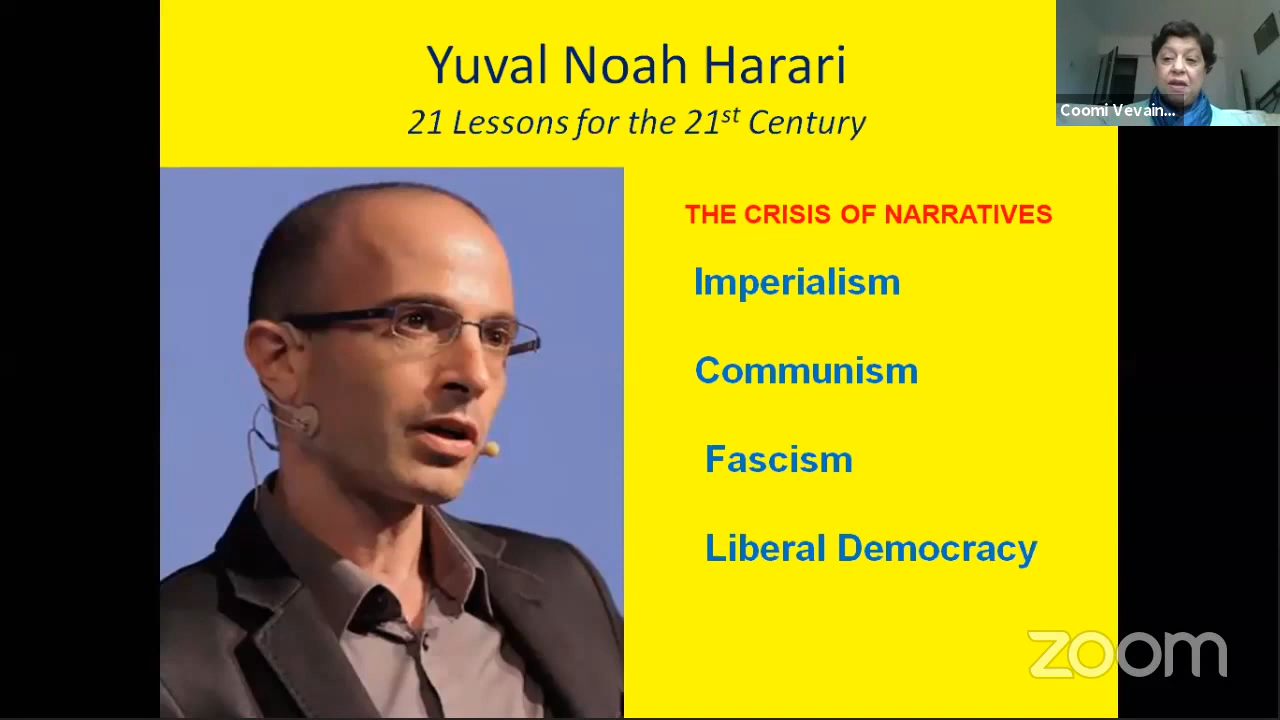 Yuval Noah Harari
21 Lessons for the 21st Century
Coomi Vevain...
THE CRISIS OF NARRATIVES
Imperialism
Communism
Fascism
Liberal Democracy
zoom